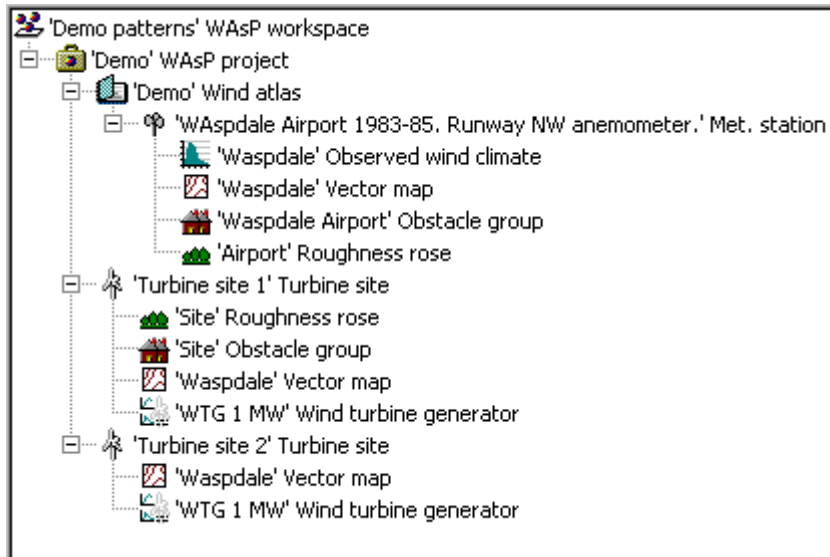 'Demo patterns' WAsP workspace
'Demo' WAsP project
'Demo' Wind atlas
'WAspdale Airport 1983-85. Runway NW anemometer.' Met. station
'Waspdale' Observed wind climate
'Waspdale' Vector map
'Waspdale Airport' Obstacle group
'Airport' Roughness rose
'Turbine site 1' Turbine site
'Site' Roughness rose
'Site' Obstacle group
'Waspdale' Vector map
'WTG 1 MW' Wind turbine generator
'Turbine site 2' Turbine site
'Waspdale' Vector map
'WTG 1 MW' Wind turbine generator